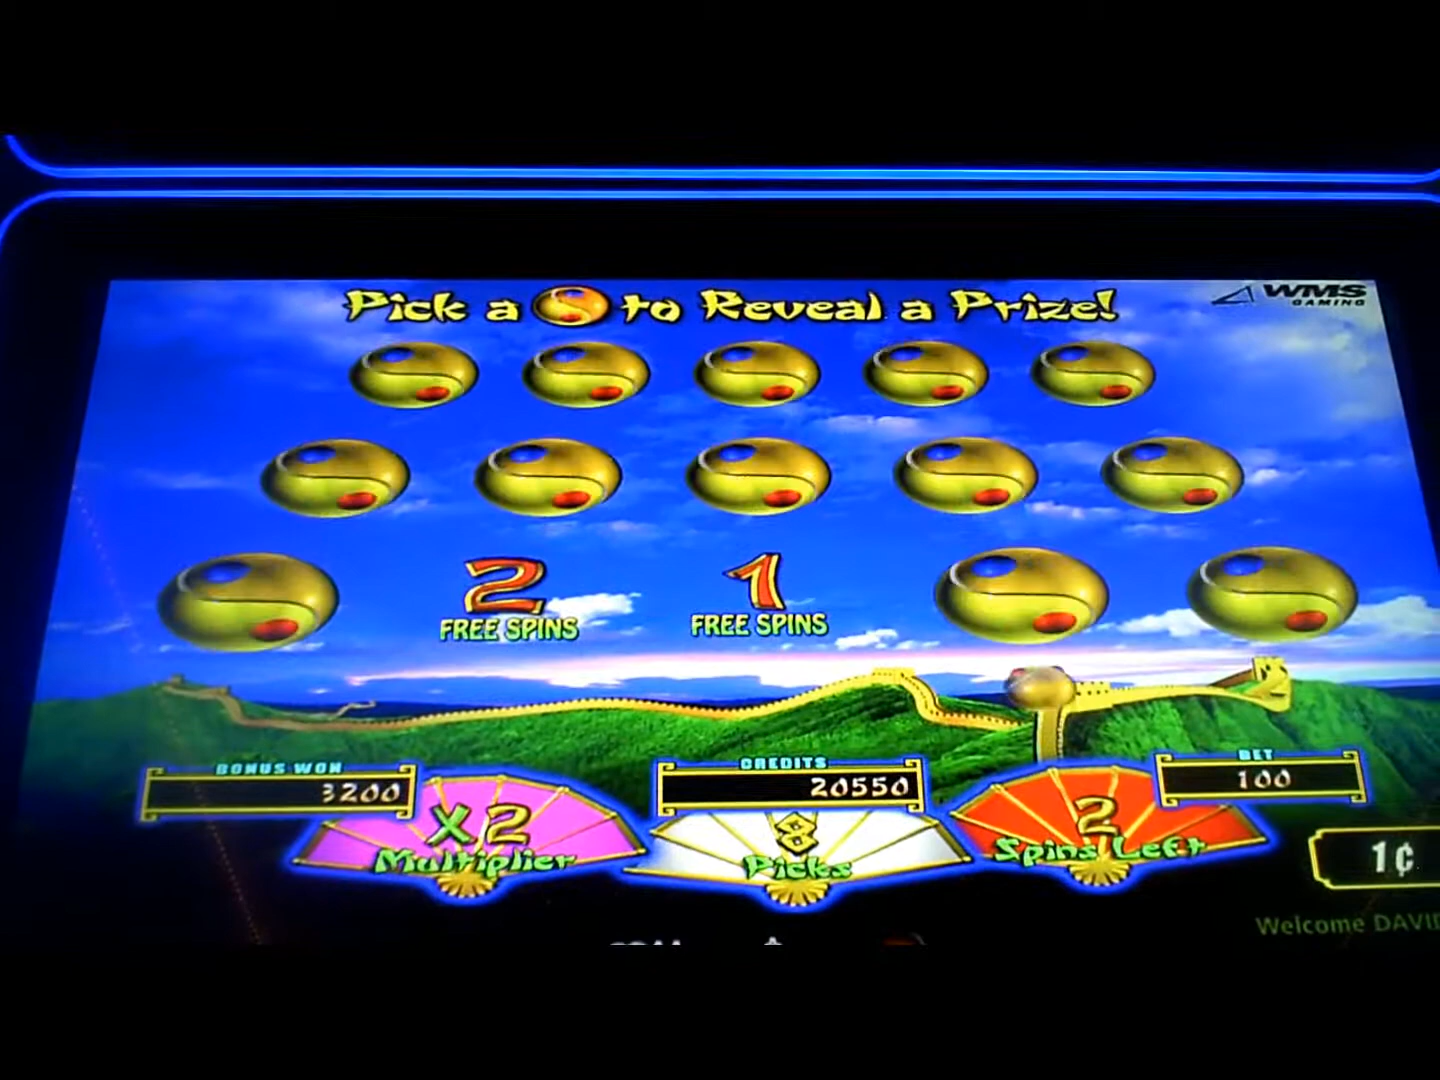 Pick a to Reveal a Prize!
WMS
GAMING
2
FREE SPINS
1
FREE SPINS
BONUS WON
3200
CREDITS
20550
BET
100
X2
Multiplier
8
Picks
2
Spins Left
1¢
Welcome DAVID